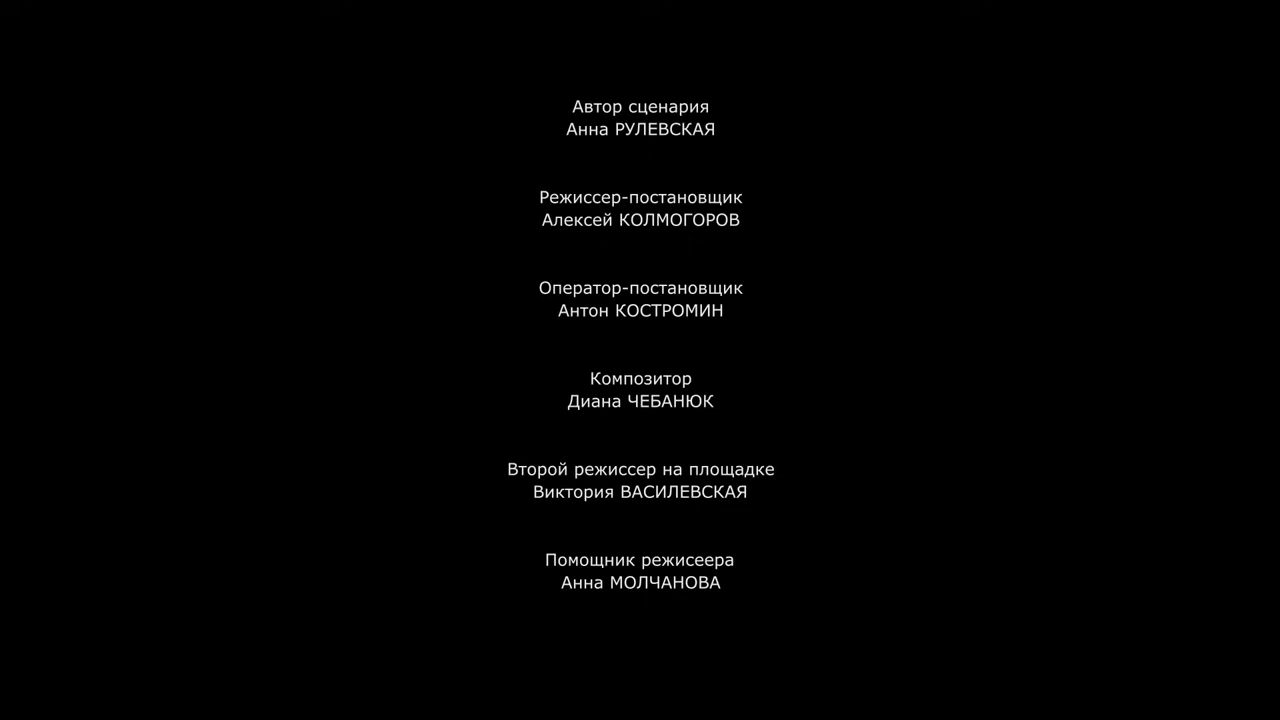 Автор сценария
Анна РУЛЕВСКАЯ
Режиссер-постановщик
Алексей КОЛМОГОРОВ
Оператор-постановщик
Антон КОСТРОМИН
Композитор
Диана ЧЕБАНЮК
Второй режиссер на площадке
Виктория ВАСИЛЕВСКАЯ
Помощник режисеера
Анна МОЛЧАНОВА